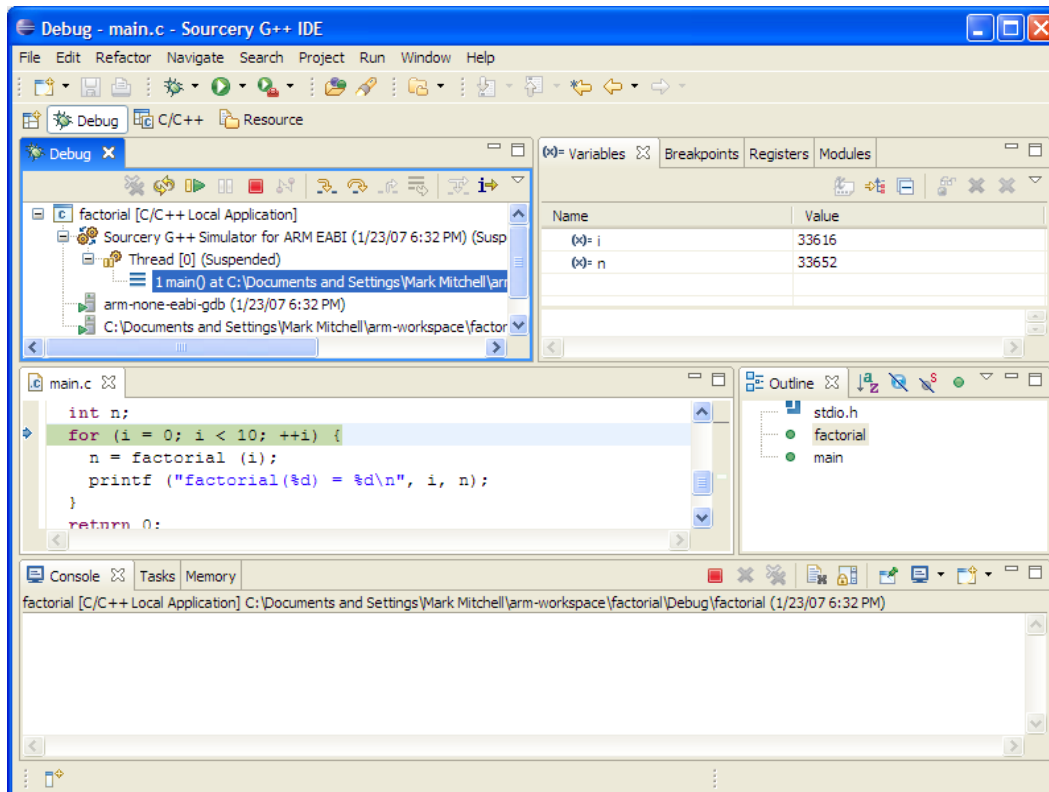 Debug - main.c - Sourcery G++ IDE
File Edit Refactor Navigate Search Project Run Window Help
Debug C/C++ Resource
Debug
factorial [C/C++ Local Application]
Sourcery G++ Simulator for ARM EABI (1/23/07 6:32 PM) (Susp
Thread [0] (Suspended)
1 main() at C:\Documents and Settings\Mark Mitchell\arr
arm-none-eabi-gdb (1/23/07 6:32 PM)
C:\Documents and Settings\Mark Mitchell\arm-workspace\factor
(x)= Variables Breakpoints Registers Modules
Name Value
(x)= i 33616
(x)= n 33652
main.c
int n;
for (i = 0; i < 10; ++i) {
n = factorial (i);
printf ("factorial(%d) = %d\n", i, n);
}
return 0;
Outline
stdio.h
factorial
main
Console Tasks Memory
factorial [C/C++ Local Application] C:\Documents and Settings\Mark Mitchell\arm-workspace\factorial\Debug\factorial (1/23/07 6:32 PM)